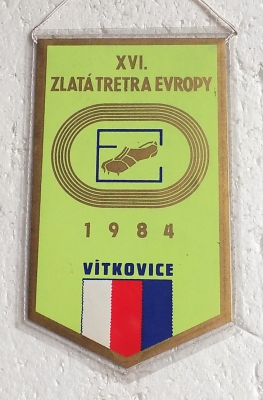 XVI.
ZLATÁ TRETRA EVROPY
1984
VÍTKOVICE